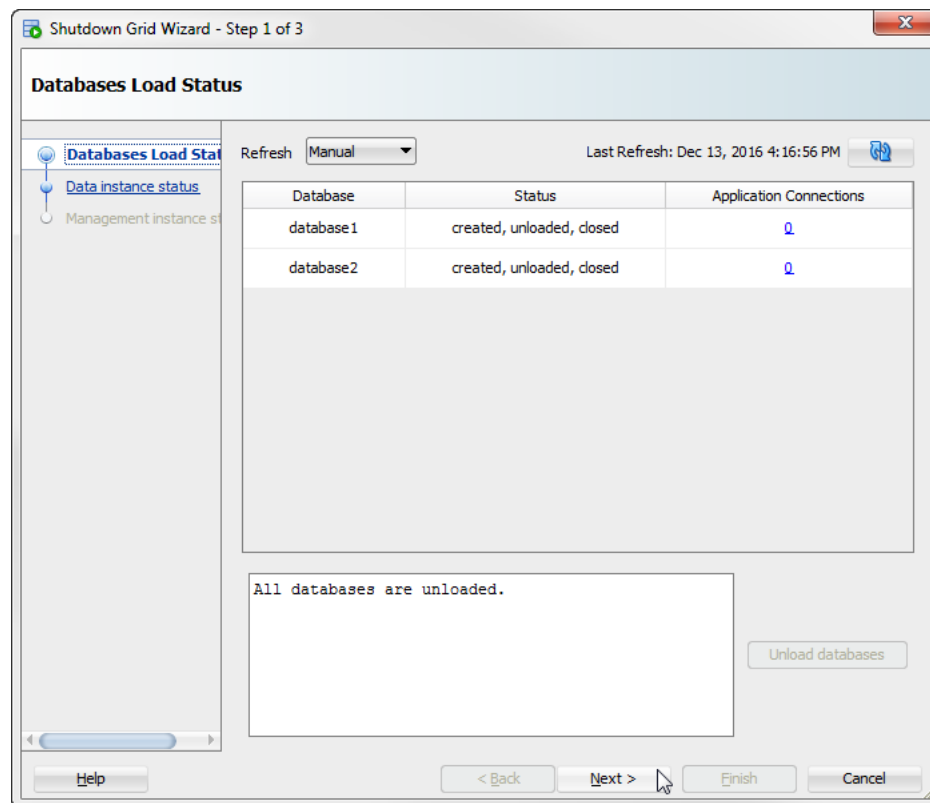 Shutdown Grid Wizard - Step 1 of 3
Databases Load Status
Databases Load Stat
Data instance status
Management instance st
Refresh Manual Last Refresh: Dec 13, 2016 4:16:56 PM
Database Status Application Connections
database1 created, unloaded, closed 0
database2 created, unloaded, closed 0
All databases are unloaded.
Unload databases
Help < Back Next > Finish Cancel